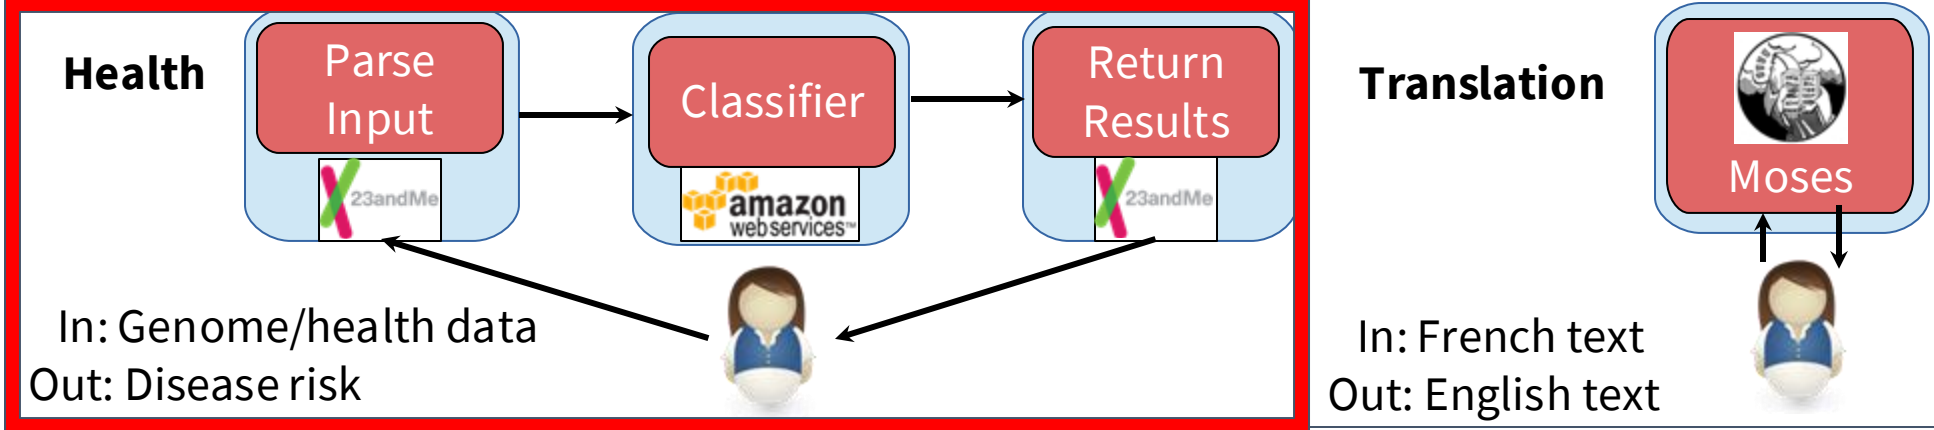 Health
Parse
Input
23andMe
Classifier
amazon
webservices™
Return
Results
23andMe
In: Genome/health data
Out: Disease risk
Translation
Moses
In: French text
Out: English text